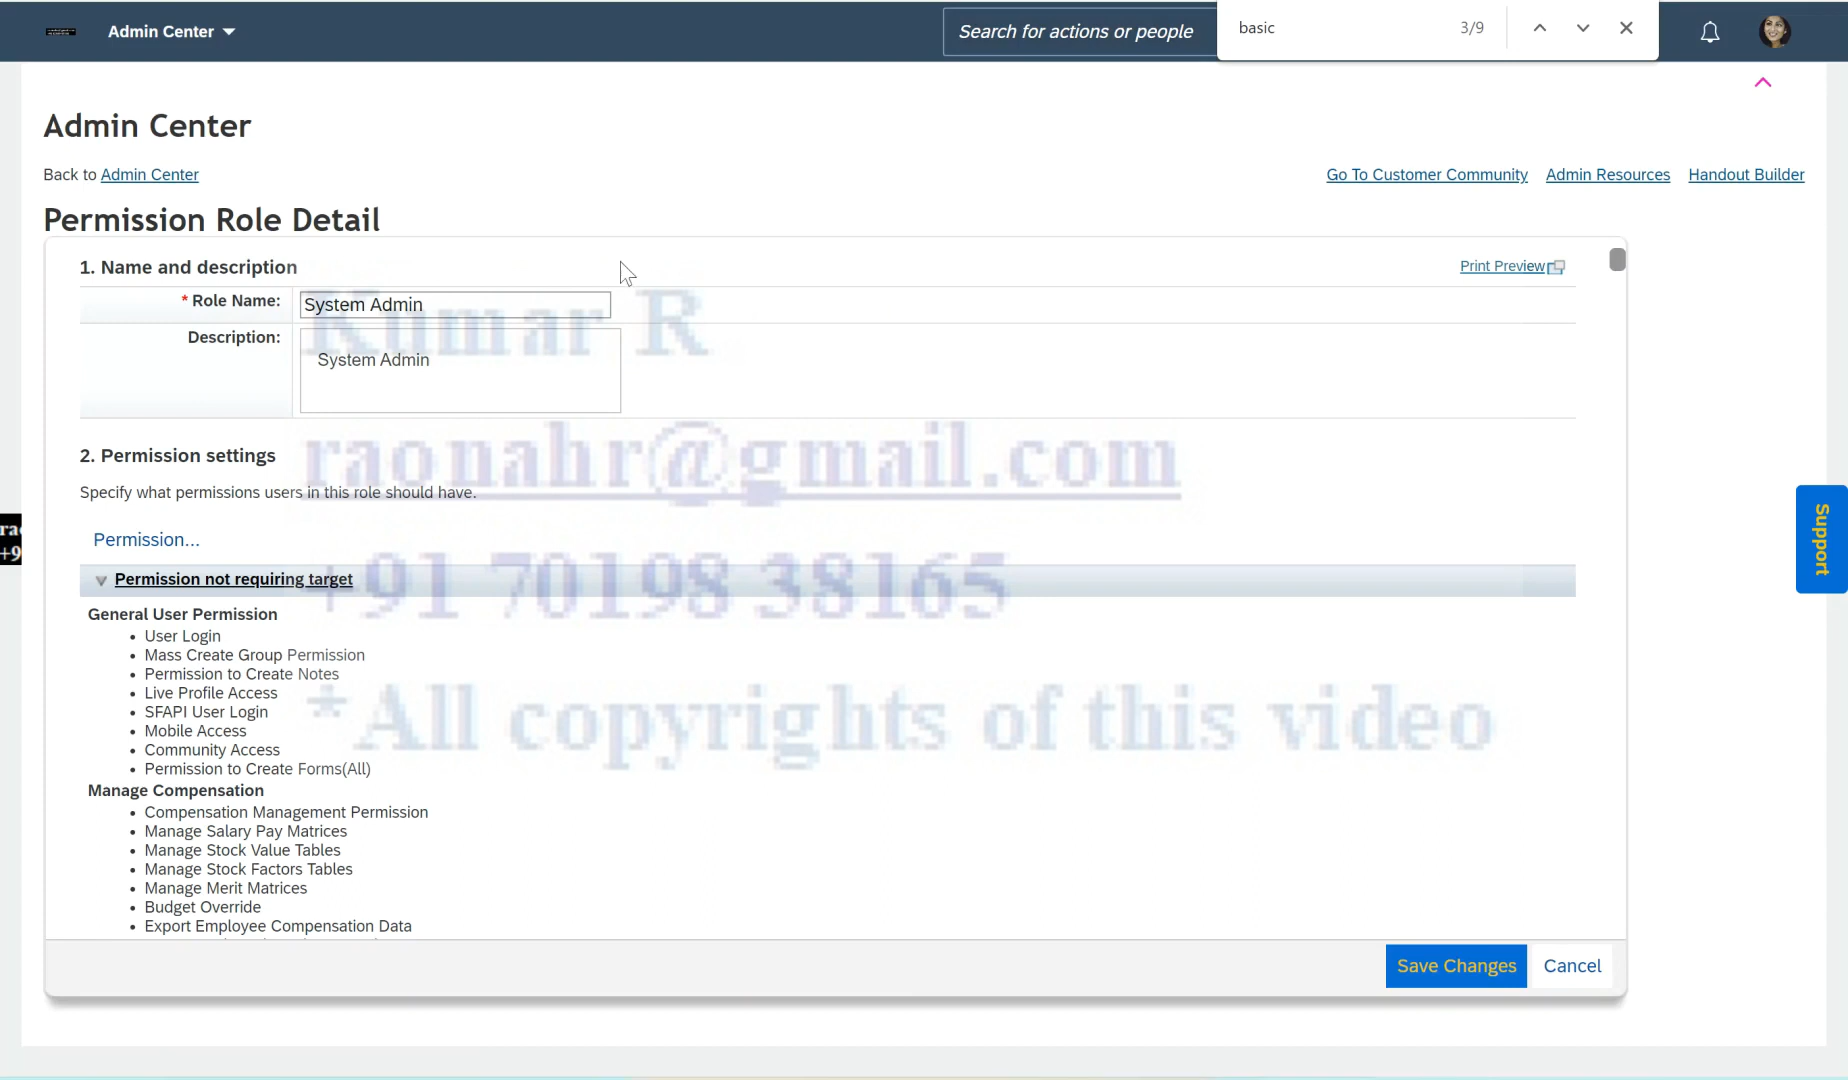 Admin Center
Search for actions or people
basic
3/9
Admin Center
Back to Admin Center
Go To Customer Community
Admin Resources
Handout Builder
Permission Role Detail
1. Name and description
Print Preview
* Role Name:
System Admin
Kumar R
Description:
System Admin
2. Permission settings
raonahr@gmail.com
Specify what permissions users in this role should have.
Support
rac
+9
Permission...
Permission not requiring target
+91 70198 38165
General User Permission
• User Login
• Mass Create Group Permission
• Permission to Create Notes
• Live Profile Access
• SFAPI User Login
*All copyrights of this video
• Mobile Access
• Community Access
• Permission to Create Forms(All)
Manage Compensation
• Compensation Management Permission
• Manage Salary Pay Matrices
• Manage Stock Value Tables
• Manage Stock Factors Tables
• Manage Merit Matrices
• Budget Override
• Export Employee Compensation Data
Save Changes
Cancel